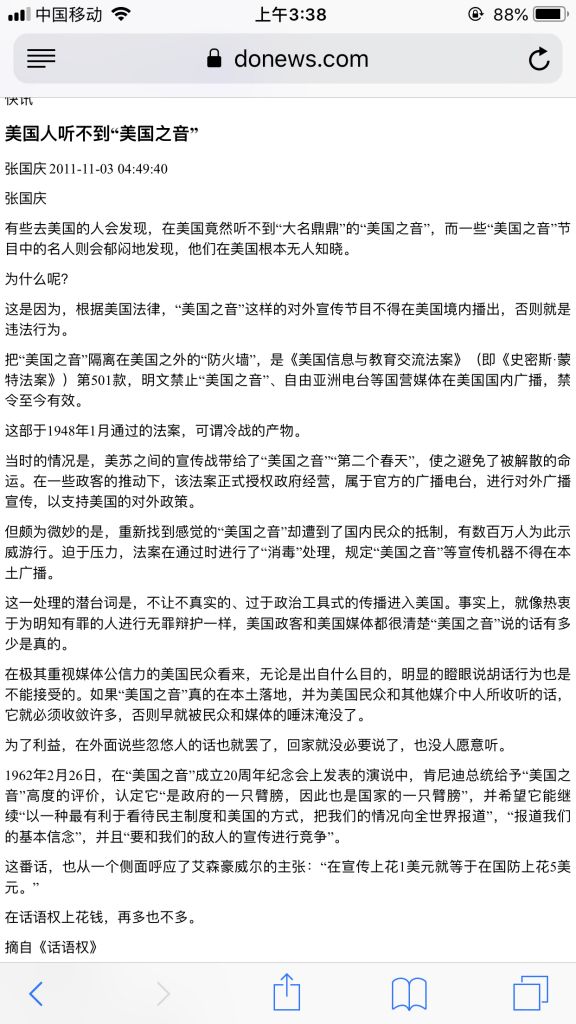 中国移动 上午3:38 88%
donews.com
快讯
美国人听不到“美国之音”
张国庆 2011-11-03 04:49:40
张国庆
有些去美国的人会发现，在美国竟然听不到“大名鼎鼎”的“美国之音”，而一些“美国之音”节
目中的名人则会郁闷地发现，他们在美国根本无人知晓。
为什么呢？
这是因为，根据美国法律，“美国之音”这样的对外宣传节目不得在美国境内播出，否则就是
违法行为。
把“美国之音”隔离在美国之外的“防火墙”，是《美国信息与教育交流法案》（即《史密斯·蒙
特法案》）第501款，明文禁止“美国之音”、自由亚洲电台等国营媒体在美国国内广播，禁
令至今有效。
这部于1948年1月通过的法案，可谓冷战的产物。
当时的情况是，美苏之间的宣传战带给了“美国之音”“第二个春天”，使之避免了被解散的命
运。在一些政客的推动下，该法案正式授权政府经营，属于官方的广播电台，进行对外广播
宣传，以支持美国的对外政策。
但颇为微妙的是，重新找到感觉的“美国之音”却遭到了国内民众的抵制，有数百万人为此示
威游行。迫于压力，法案在通过时进行了“消毒”处理，规定“美国之音”等宣传机器不得在本
土广播。
这一处理的潜台词是，不让不真实的、过于政治工具式的传播进入美国。事实上，就像热衷
于为明知有罪的人进行无罪辩护一样，美国政客和美国媒体都很清楚“美国之音”说的话有多
少是真的。
在极其重视媒体公信力的美国民众看来，无论是出自什么目的，明显的瞪眼说胡话行为也是
不能接受的。如果“美国之音”真的在本土落地，并为美国民众和其他媒介中人所收听的话，
它就必须收敛许多，否则早就被民众和媒体的唾沫淹没了。
为了利益，在外面说些忽悠人的话也就罢了，回家就没必要说了，也没人愿意听。
1962年2月26日，在“美国之音”成立20周年纪念会上发表的演说中，肯尼迪总统给予“美国之
音”高度的评价，认定它“是政府的一只臂膀，因此也是国家的一只臂膀”，并希望它能继
续“以一种最有利于看待民主制度和美国的方式，把我们的情况向全世界报道”，“报道我们
的基本信念”，并且“要和我们的敌人的宣传进行竞争”。
这番话，也从一个侧面呼应了艾森豪威尔的主张：“在宣传上花1美元就等于在国防上花5美
元。”
在话语权上花钱，再多也不多。
摘自《话语权》